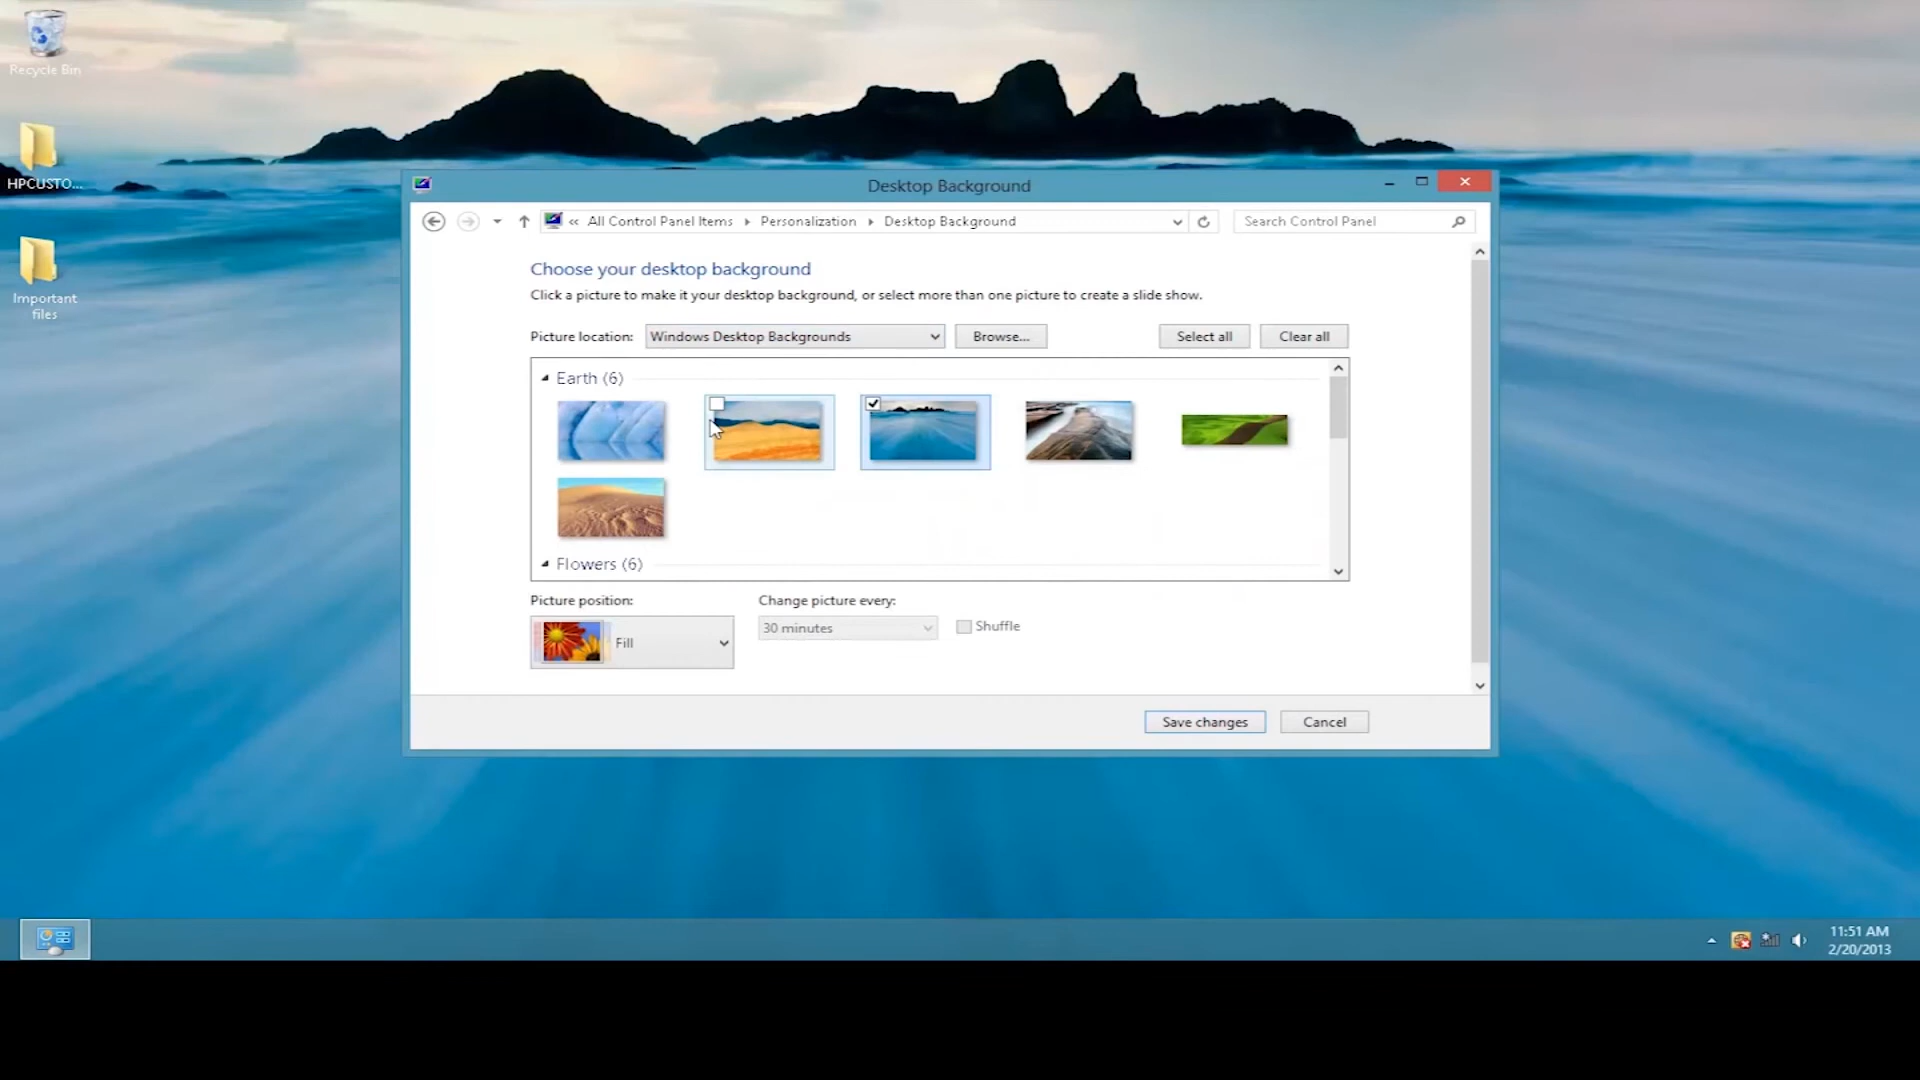 Recycle Bin
HPCUSTO...
Important
files
Desktop Background
« All Control Panel Items Personalization Desktop Background
Search Control Panel
Choose your desktop background
Click a picture to make it your desktop background, or select more than one picture to create a slide show.
Picture location: Windows Desktop Backgrounds Browse... Select all Clear all
Earth (6)
Flowers (6)
Picture position: Change picture every:
Fill 30 minutes Shuffle
Save changes Cancel
11:51 AM
2/20/2013